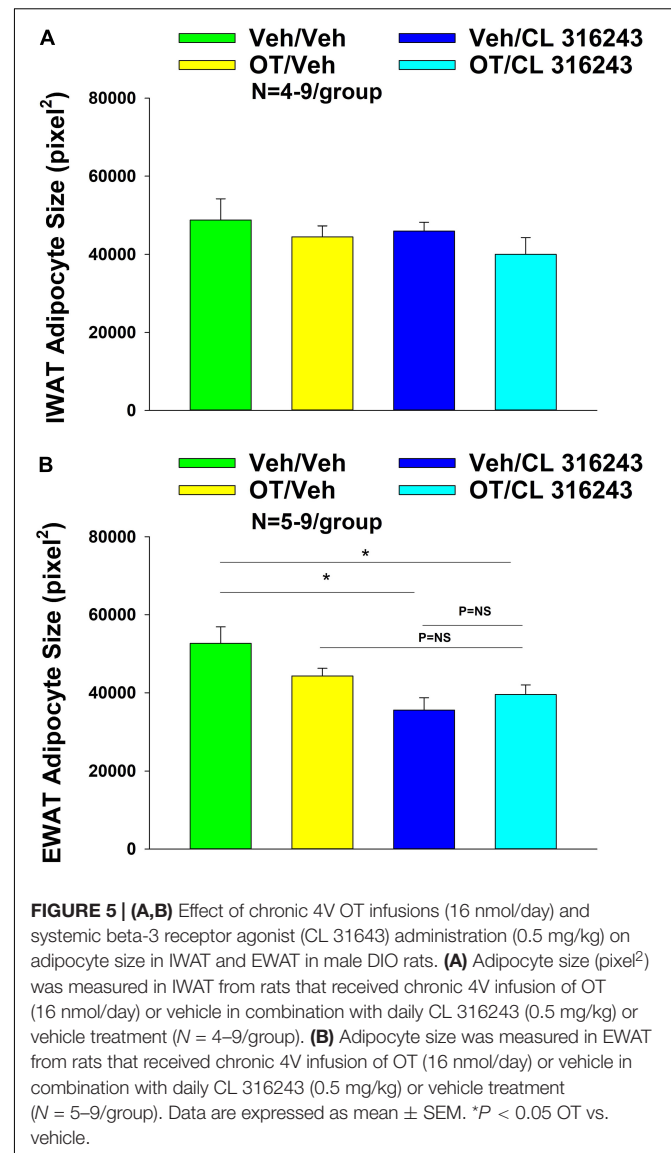 A
Veh/Veh Veh/CL 316243
OT/Veh OT/CL 316243
N=4-9/group
IWAT Adipocyte Size (pixel²)
80000
60000
40000
20000
0
B
Veh/Veh Veh/CL 316243
OT/Veh OT/CL 316243
N=5-9/group
EWAT Adipocyte Size (pixel²)
80000
60000
40000
20000
0
*
*
P=NS
P=NS
FIGURE 5 | (A,B) Effect of chronic 4V OT infusions (16 nmol/day) and
systemic beta-3 receptor agonist (CL 31643) administration (0.5 mg/kg) on
adipocyte size in IWAT and EWAT in male DIO rats. (A) Adipocyte size (pixel²)
was measured in IWAT from rats that received chronic 4V infusion of OT
(16 nmol/day) or vehicle in combination with daily CL 316243 (0.5 mg/kg) or
vehicle treatment (N = 4–9/group). (B) Adipocyte size was measured in EWAT
from rats that received chronic 4V infusion of OT (16 nmol/day) or vehicle in
combination with daily CL 316243 (0.5 mg/kg) or vehicle treatment
(N = 5–9/group). Data are expressed as mean ± SEM. *P < 0.05 OT vs.
vehicle.